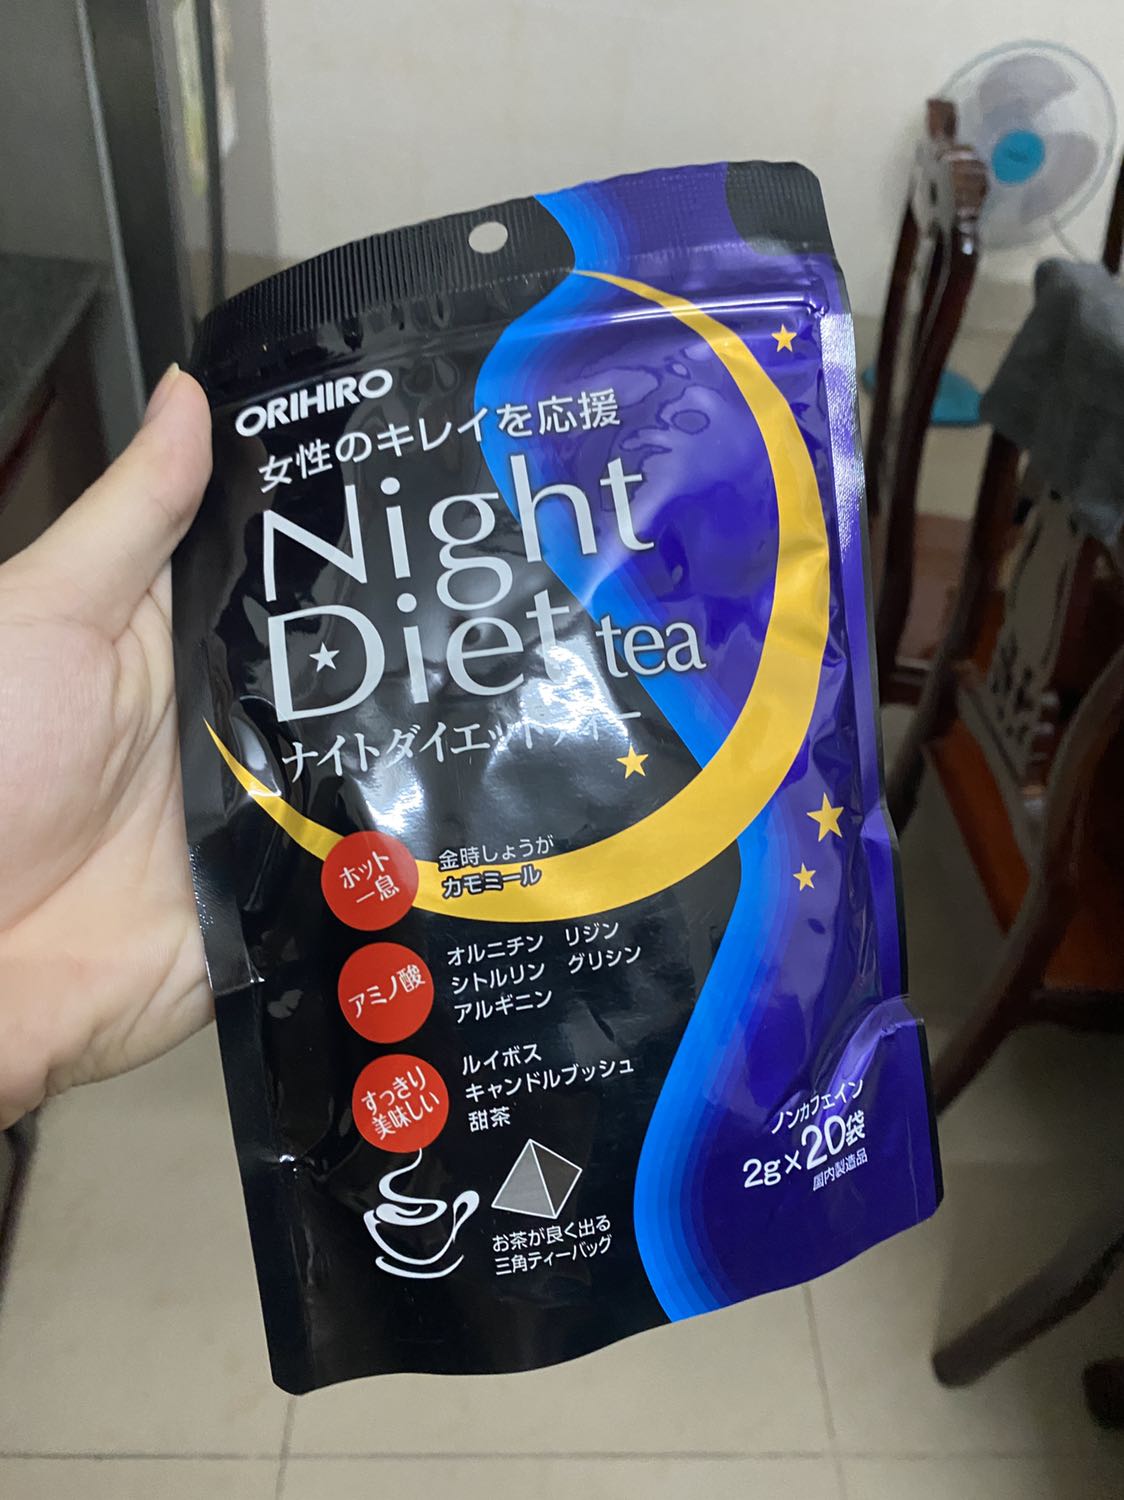 ORIHIRO
女性のキレイを応援
Night
Diet tea
ナイトダイエットティー
ホット
一息
金時しょうが
カモミール
アミノ酸
オルニチン リジン
シトルリン グリシン
アルギニン
すっきり
美味しい
ルイボス
キャンドルブッシュ
甜茶
お茶が良く出る
三角ティーバッグ
ノンカフェイン
2g×20袋
国内製造品